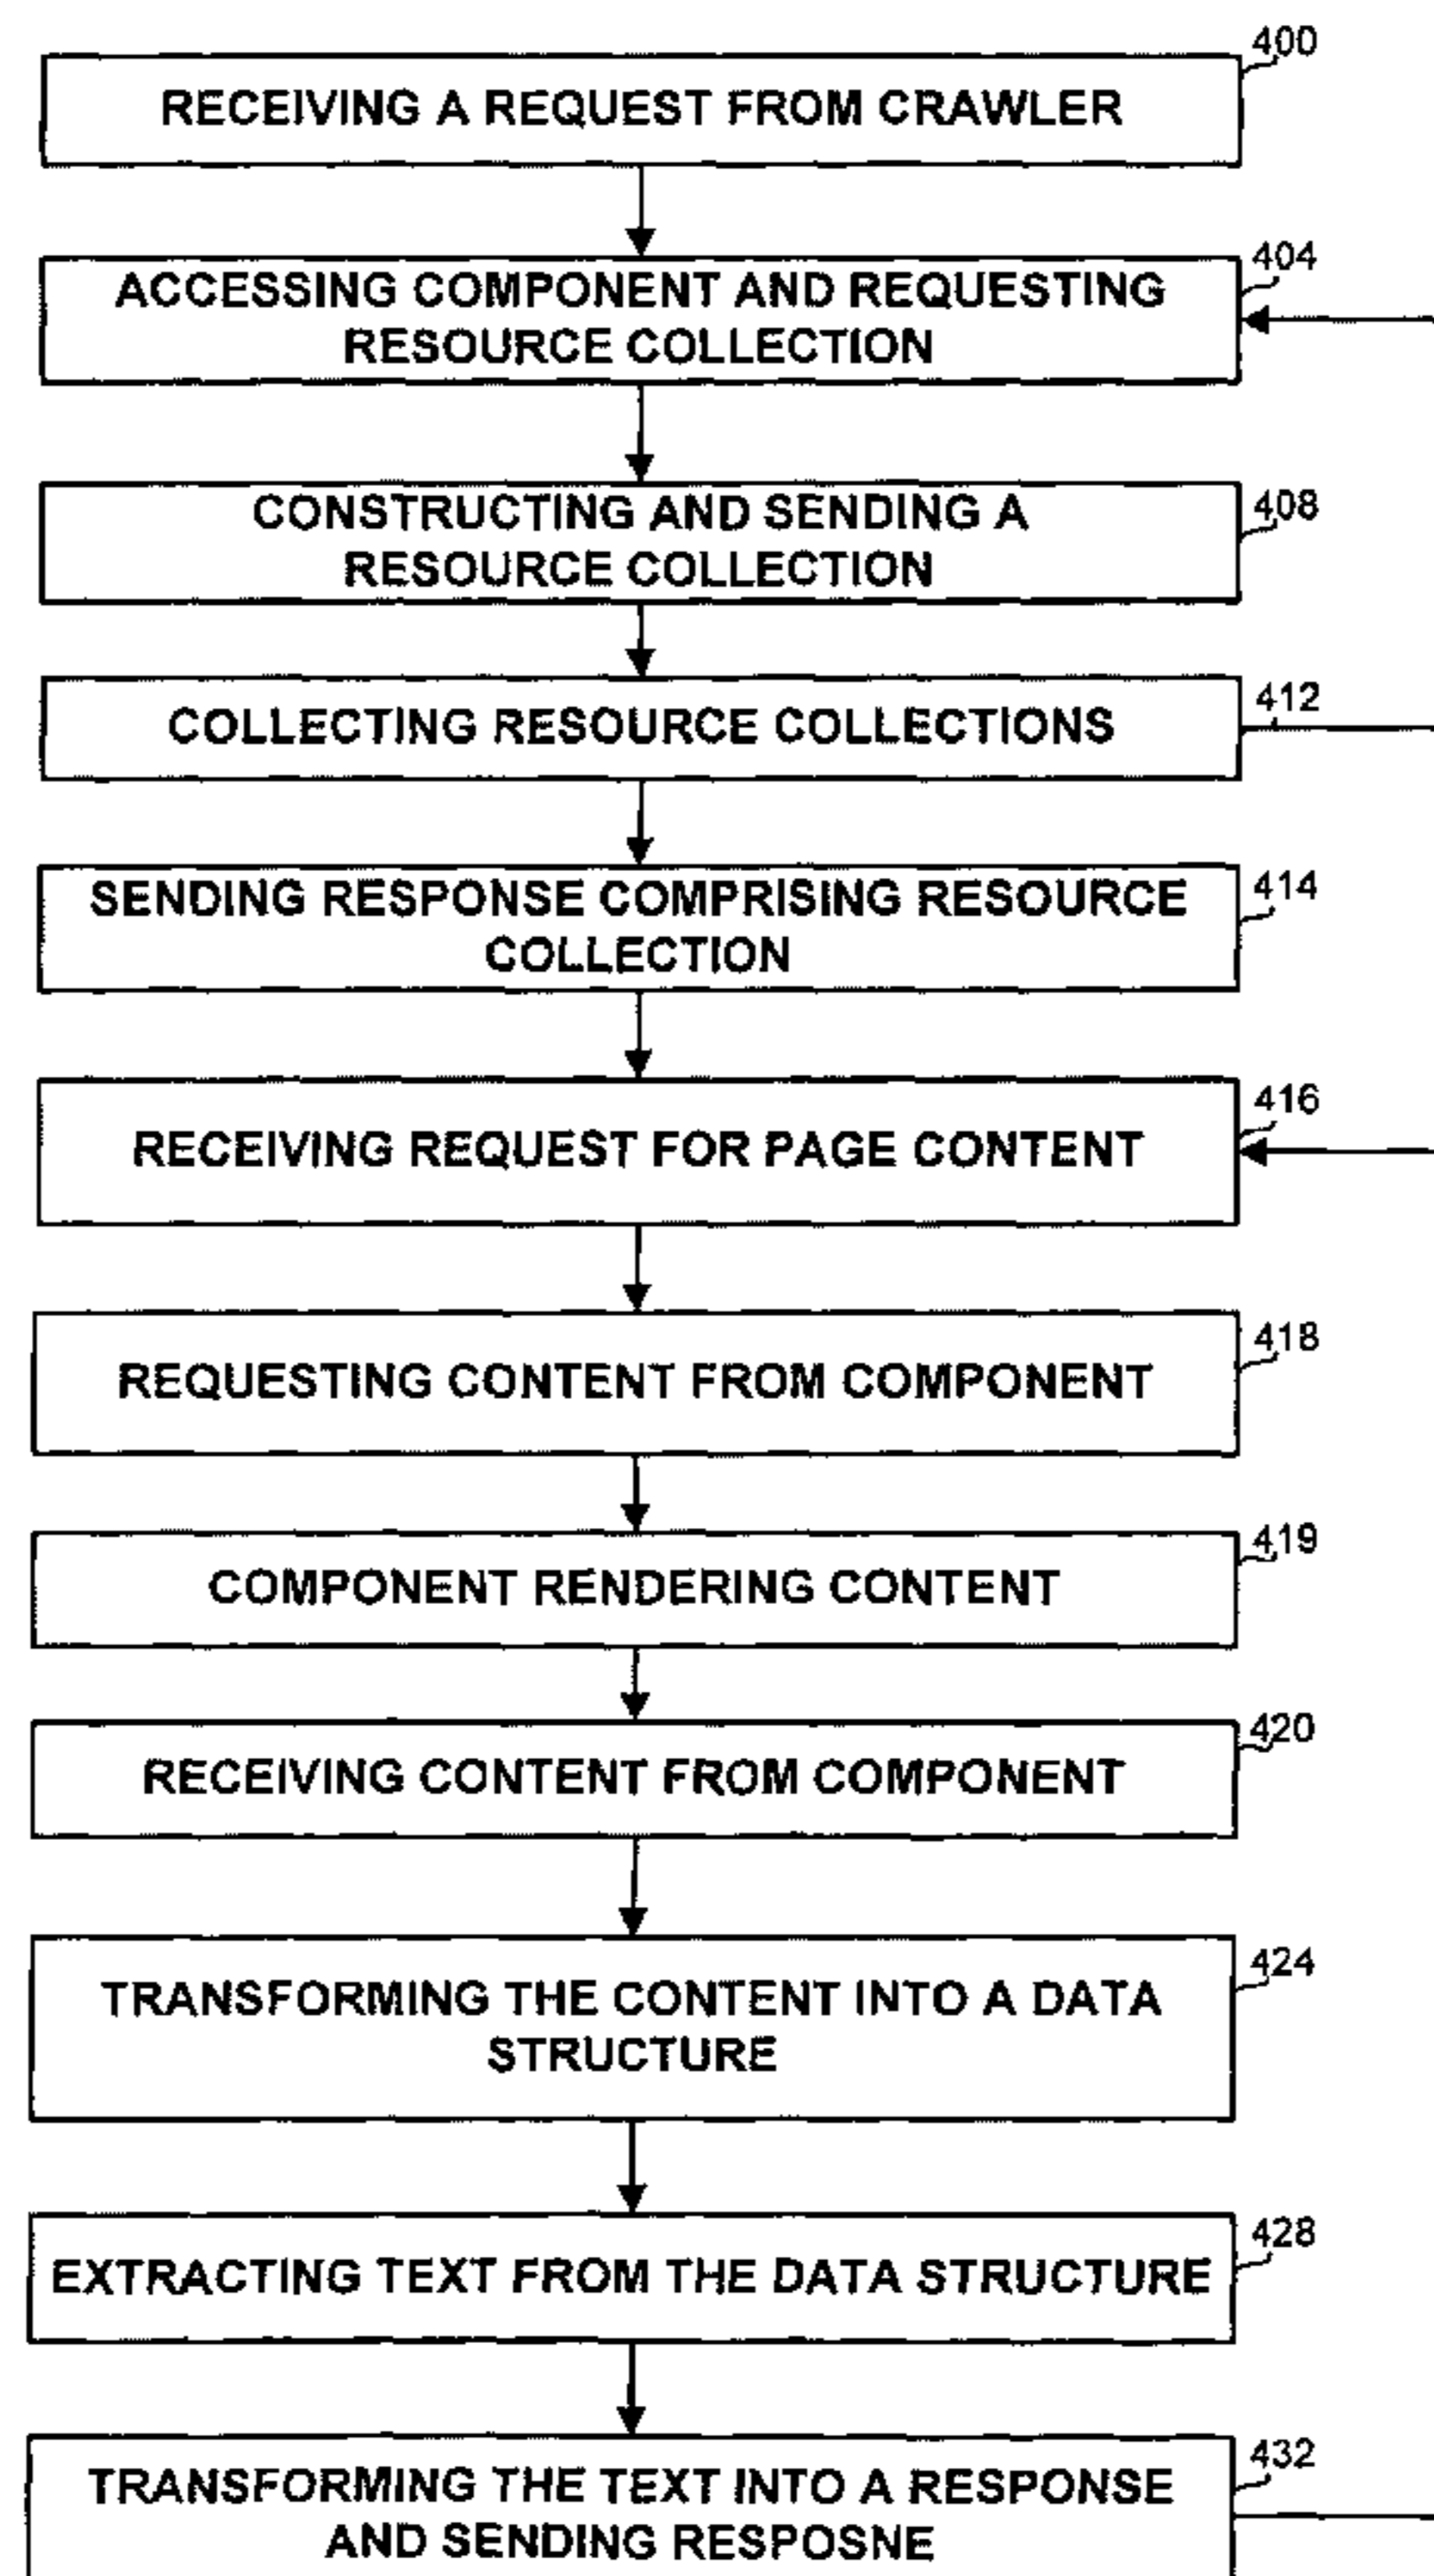 400
RECEIVING A REQUEST FROM CRAWLER
404
ACCESSING COMPONENT AND REQUESTING
RESOURCE COLLECTION
408
CONSTRUCTING AND SENDING A
RESOURCE COLLECTION
412
COLLECTING RESOURCE COLLECTIONS
414
SENDING RESPONSE COMPRISING RESOURCE
COLLECTION
416
RECEIVING REQUEST FOR PAGE CONTENT
418
REQUESTING CONTENT FROM COMPONENT
419
COMPONENT RENDERING CONTENT
420
RECEIVING CONTENT FROM COMPONENT
424
TRANSFORMING THE CONTENT INTO A DATA
STRUCTURE
428
EXTRACTING TEXT FROM THE DATA STRUCTURE
432
TRANSFORMING THE TEXT INTO A RESPONSE
AND SENDING RESPOSNE